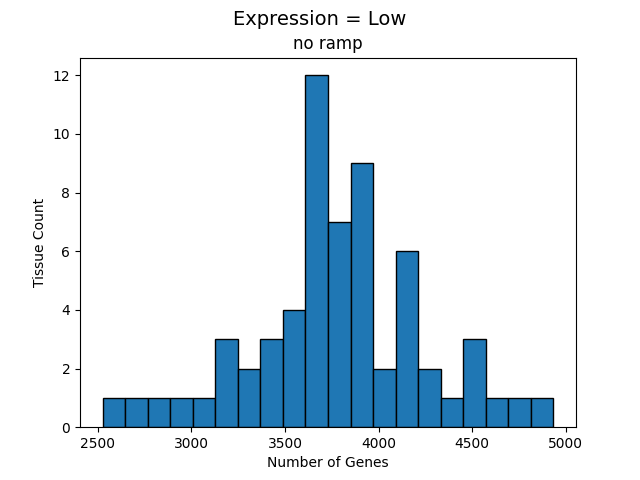 Expression = Low
no ramp
12
10
8
6
4
2
0
Tissue Count
2500 3000 3500 4000 4500 5000
Number of Genes